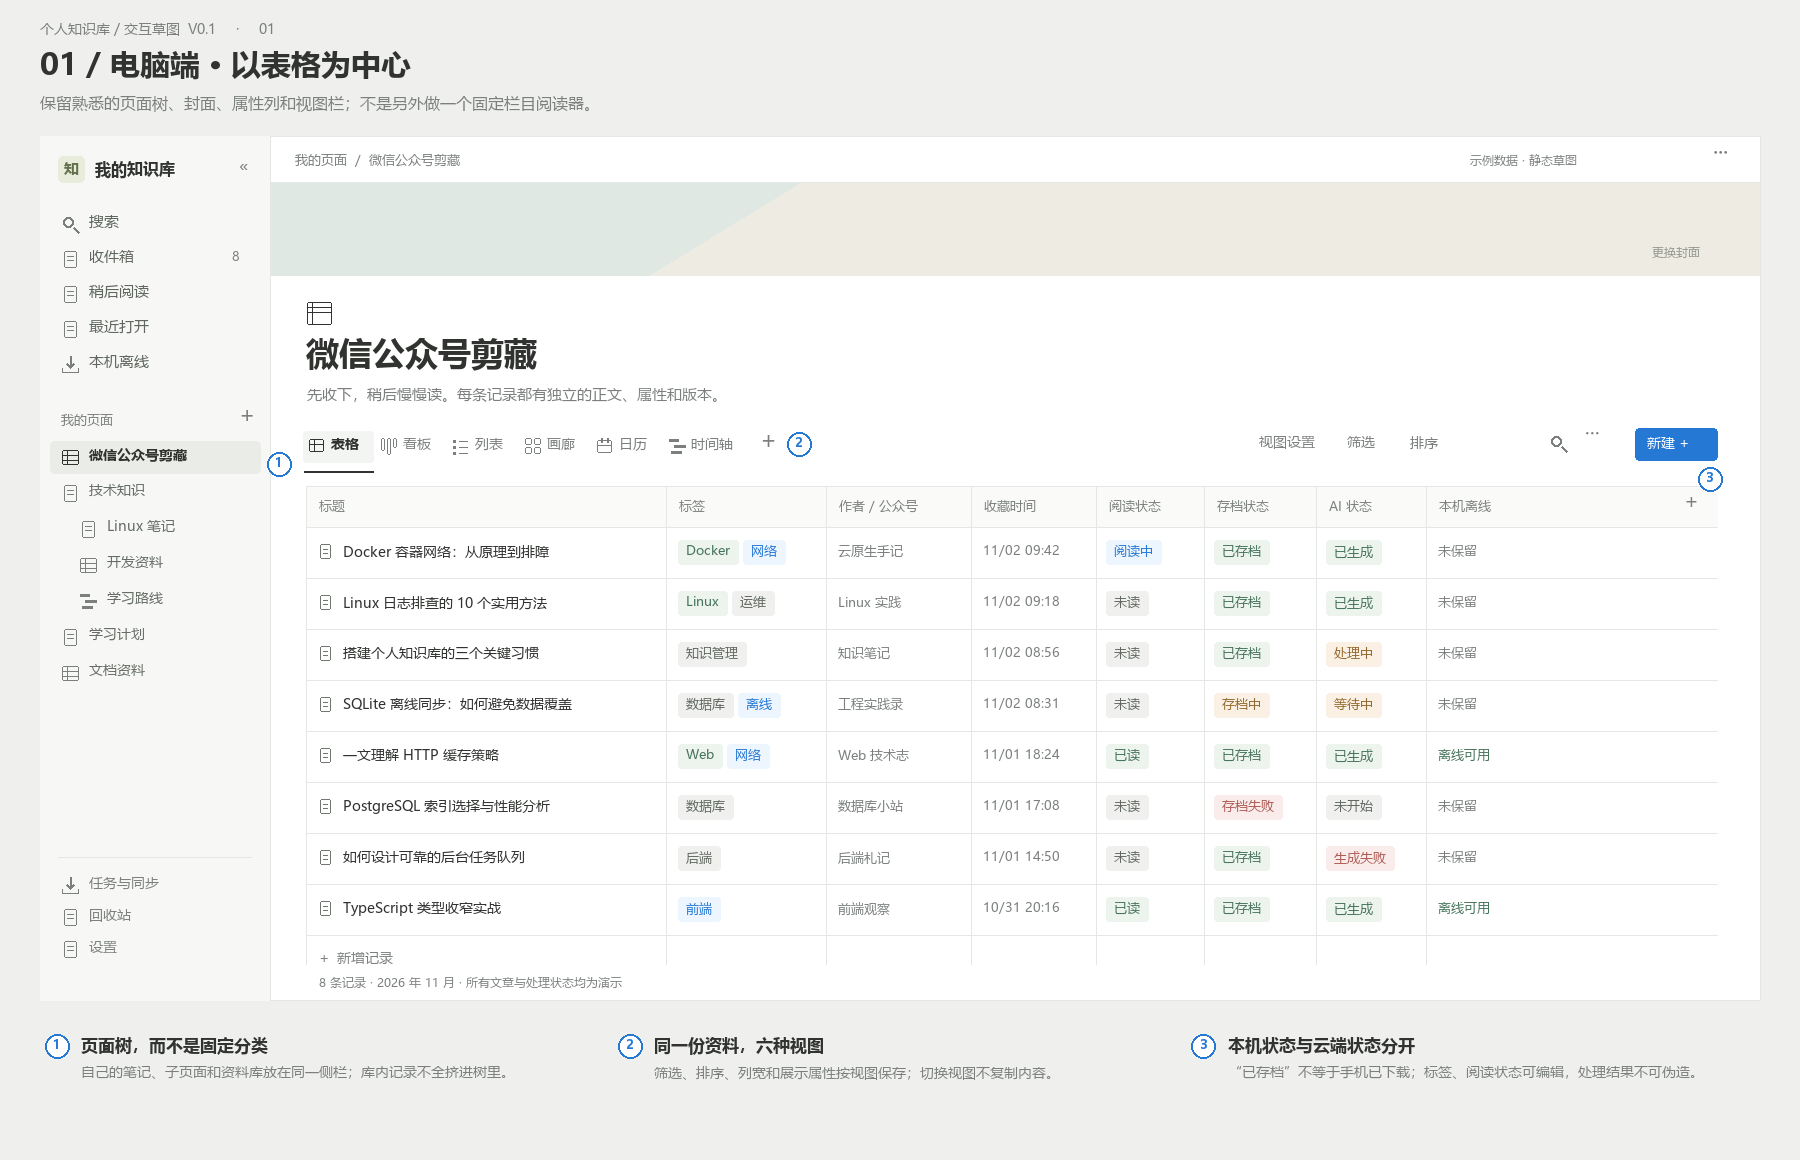 个人知识库 / 交互草图 V0.1 · 01
01 / 电脑端 • 以表格为中心
保留熟悉的页面树、封面、属性列和视图栏；不是另外做一个固定栏目阅读器。
知 我的知识库 «
搜索
收件箱 8
稍后阅读
最近打开
本机离线
我的页面 +
微信公众号剪藏
技术知识
Linux 笔记
开发资料
学习路线
学习计划
文档资料
任务与同步
回收站
设置
我的页面 / 微信公众号剪藏 示例数据 · 静态草图 ···
更换封面
微信公众号剪藏
先收下，稍后慢慢读。每条记录都有独立的正文、属性和版本。
1 表格 看板 列表 画廊 日历 时间轴 + 2 视图设置 筛选 排序 ··· 新建 +
3
标题 标签 作者 / 公众号 收藏时间 阅读状态 存档状态 AI 状态 本机离线 +
Docker 容器网络：从原理到排障 Docker 网络 云原生手记 11/02 09:42 阅读中 已存档 已生成 未保留
Linux 日志排查的 10 个实用方法 Linux 运维 Linux 实践 11/02 09:18 未读 已存档 已生成 未保留
搭建个人知识库的三个关键习惯 知识管理 知识笔记 11/02 08:56 未读 已存档 处理中 未保留
SQLite 离线同步：如何避免数据覆盖 数据库 离线 工程实践录 11/02 08:31 未读 存档中 等待中 未保留
一文理解 HTTP 缓存策略 Web 网络 Web 技术志 11/01 18:24 已读 已存档 已生成 离线可用
PostgreSQL 索引选择与性能分析 数据库 数据库小站 11/01 17:08 未读 存档失败 未开始 未保留
如何设计可靠的后台任务队列 后端 后端札记 11/01 14:50 未读 已存档 生成失败 未保留
TypeScript 类型收窄实战 前端 前端观察 10/31 20:16 已读 已存档 已生成 离线可用
+ 新增记录
8 条记录 · 2026 年 11 月 · 所有文章与处理状态均为演示
1 页面树，而不是固定分类
自己的笔记、子页面和资料库放在同一侧栏；库内记录不全挤进树里。
2 同一份资料，六种视图
筛选、排序、列宽和展示属性按视图保存；切换视图不复制内容。
3 本机状态与云端状态分开
“已存档”不等于手机已下载；标签、阅读状态可编辑，处理结果不可伪造。